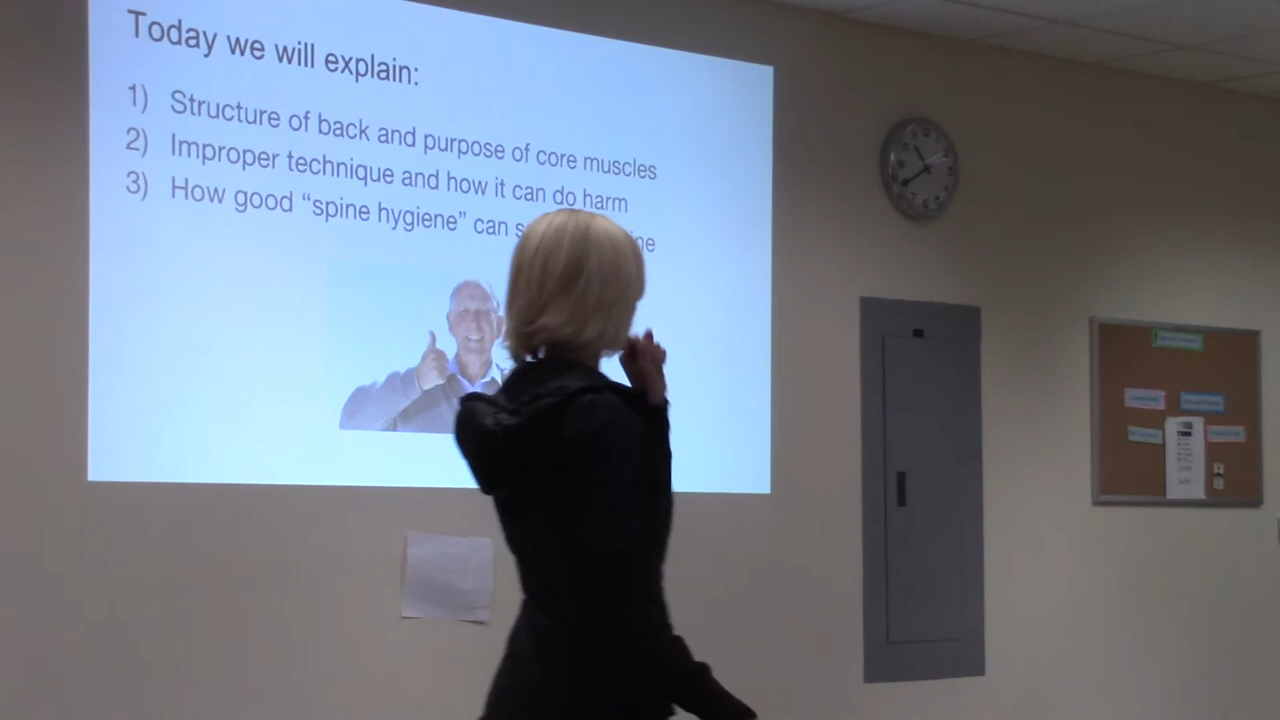 Today we will explain:
1) Structure of back and purpose of core muscles
2) Improper technique and how it can do harm
3) How good “spine hygiene” can